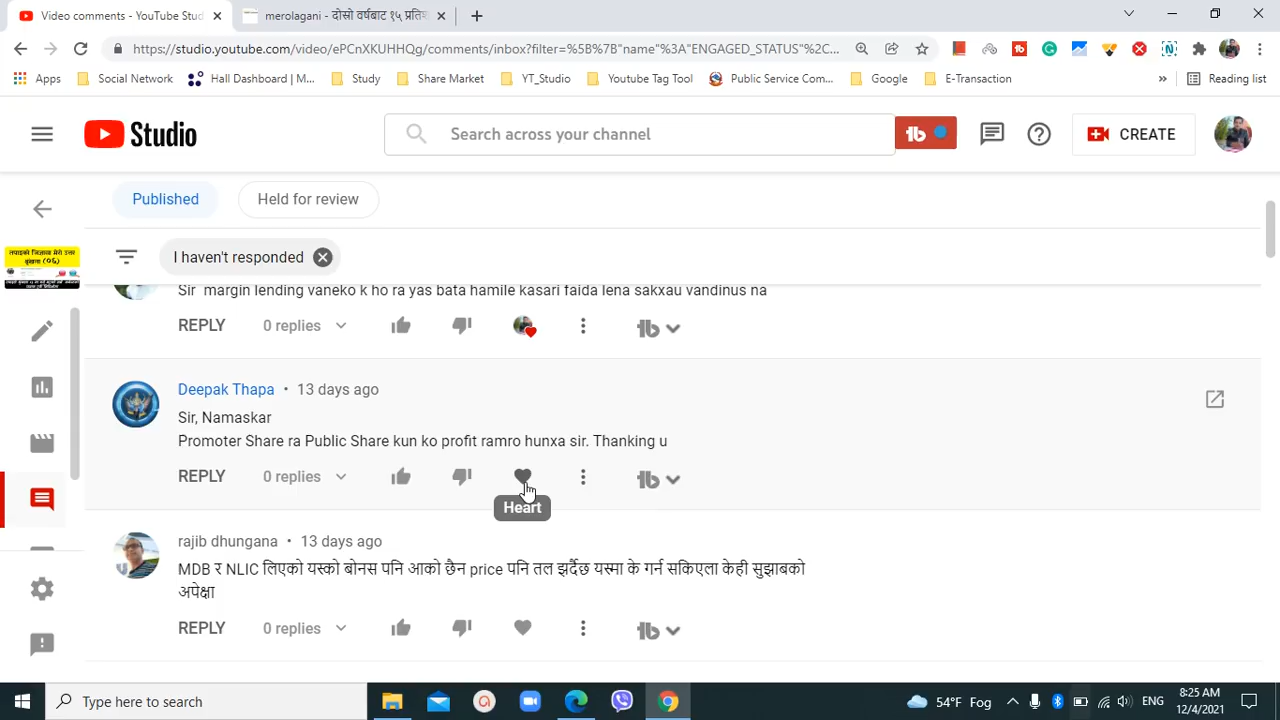 Video comments - YouTube Stud
merolagani - दोस्रो वर्षबाट १५ प्रतिश
https://studio.youtube.com/video/ePCnXKUHHQg/comments/inbox?filter=%5B%7B"name"%3A"ENGAGED_STATUS"%2C...
Apps
Social Network
Hall Dashboard | M...
Study
Share Market
YT_Studio
Youtube Tag Tool
Public Service Com...
Google
E-Transaction
»
Reading list
Studio
Search across your channel
CREATE
Published
Held for review
I haven't responded
Sir margin lending vaneko k ho ra yas bata hamile kasari faida lena sakxau vandinus na
REPLY 0 replies
Deepak Thapa • 13 days ago
Sir, Namaskar
Promoter Share ra Public Share kun ko profit ramro hunxa sir. Thanking u
REPLY 0 replies
Heart
rajib dhungana • 13 days ago
MDB र NLIC लिएको यस्को बोनस पनि आको छैन price पनि तल झर्दैछ यस्मा के गर्न सकिएला केही सुझाबको
अपेक्षा
REPLY 0 replies
Type here to search
54°F Fog
ENG
8:25 AM
12/4/2021